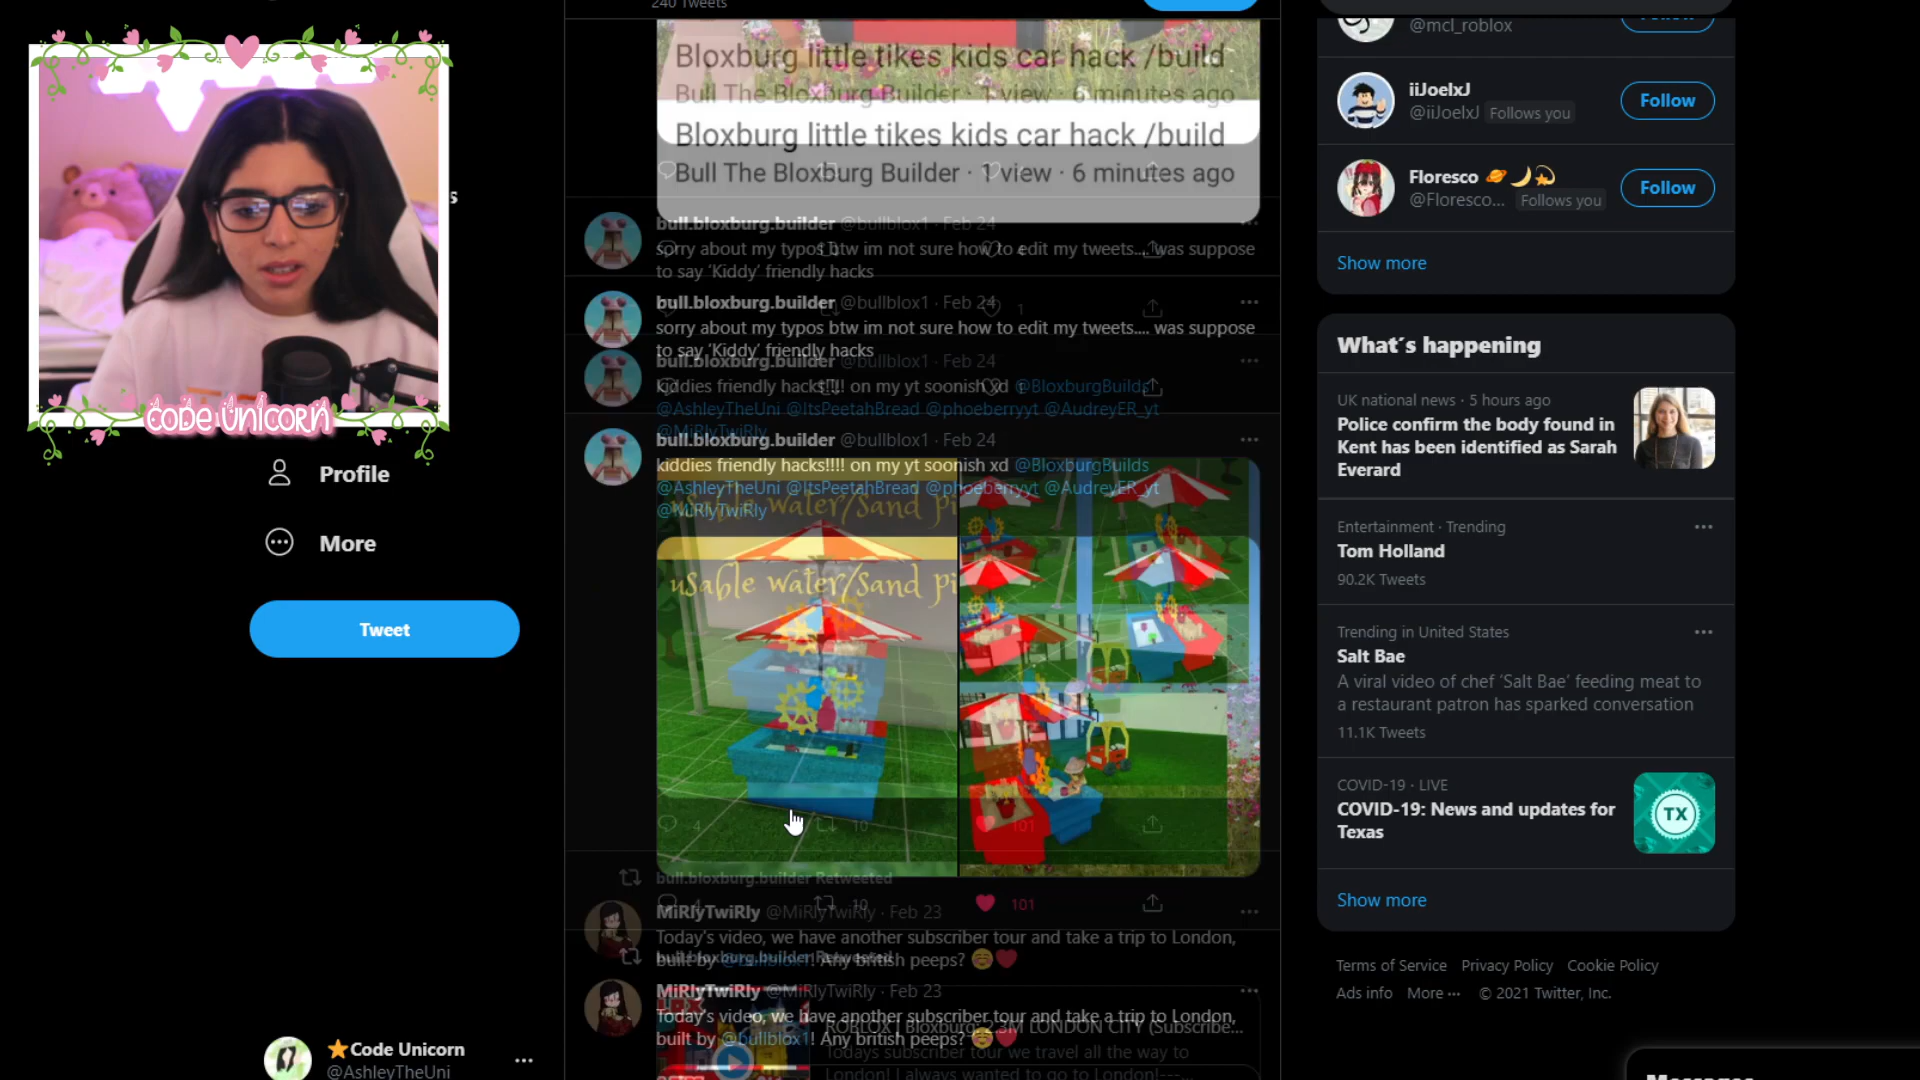 240 Tweets
Bloxburg little tikes kids car hack /build
Bull The Bloxburg Builder · 1 view · 6 minutes ago
Bloxburg little tikes kids car hack /build
Bull The Bloxburg Builder · 1 view · 6 minutes ago
bull.bloxburg.builder @bullblox1 · Feb 24
sorry about my typos btw im not sure how to edit my tweets.... was suppose
to say 'Kiddy' friendly hacks
bull.bloxburg.builder @bullblox1 · Feb 24
sorry about my typos btw im not sure how to edit my tweets.... was suppose
to say 'Kiddy' friendly hacks
bull.bloxburg.builder @bullblox1 · Feb 24
kiddies friendly hacks!!!! on my yt soonish xd @BloxburgBuilds
@AshleyTheUni @ItsPeetahBread @phoeberryyt @AudreyER_yt
@MiRlyTwiRly
bull.bloxburg.builder @bullblox1 · Feb 24
kiddies friendly hacks!!!! on my yt soonish xd @BloxburgBuilds
@AshleyTheUni @ItsPeetahBread @phoeberryyt @AudreyER_yt
@MiRlyTwiRly
usable water/sand pi
usable water/sand pi
4 10 101
bull.bloxburg.builder Retweeted
4 10 101
MiRlyTwiRly @MiRlyTwiRly · Feb 23
Today's video, we have another subscriber tour and take a trip to London,
built by @bullblox1! Any british peeps?
bull.bloxburg.builder Retweeted
MiRlyTwiRly @MiRlyTwiRly · Feb 23
Today's video, we have another subscriber tour and take a trip to London,
built by @bullblox1! Any british peeps?
ROBLOX | Bloxburg: 2.3M LONDON CITY (Subscribe...
Todays subscriber tour we travel all the way to
London! I always wanted to go to London!---...
CODE UNICORN
s
Profile
More
Tweet
Code Unicorn
@AshleyTheUni
@mcl_roblox
Follow
iiJoelxJ
@iiJoelxJ Follows you
Follow
Floresco
@Floresco... Follows you
Follow
Show more
What's happening
UK national news · 5 hours ago
Police confirm the body found in
Kent has been identified as Sarah
Everard
Entertainment · Trending
Tom Holland
90.2K Tweets
Trending in United States
Salt Bae
A viral video of chef 'Salt Bae' feeding meat to
a restaurant patron has sparked conversation
11.1K Tweets
COVID-19 · LIVE
COVID-19: News and updates for
Texas
TX
Show more
Terms of Service Privacy Policy Cookie Policy
Ads info More ··· © 2021 Twitter, Inc.
Messages